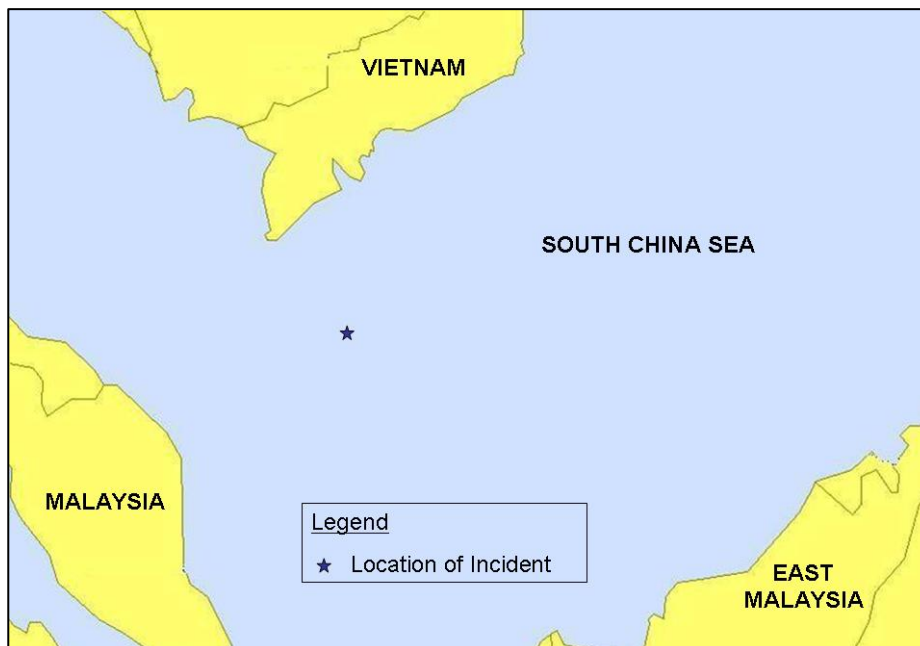 VIETNAM
SOUTH CHINA SEA
MALAYSIA
Legend
Location of Incident
EAST
MALAYSIA